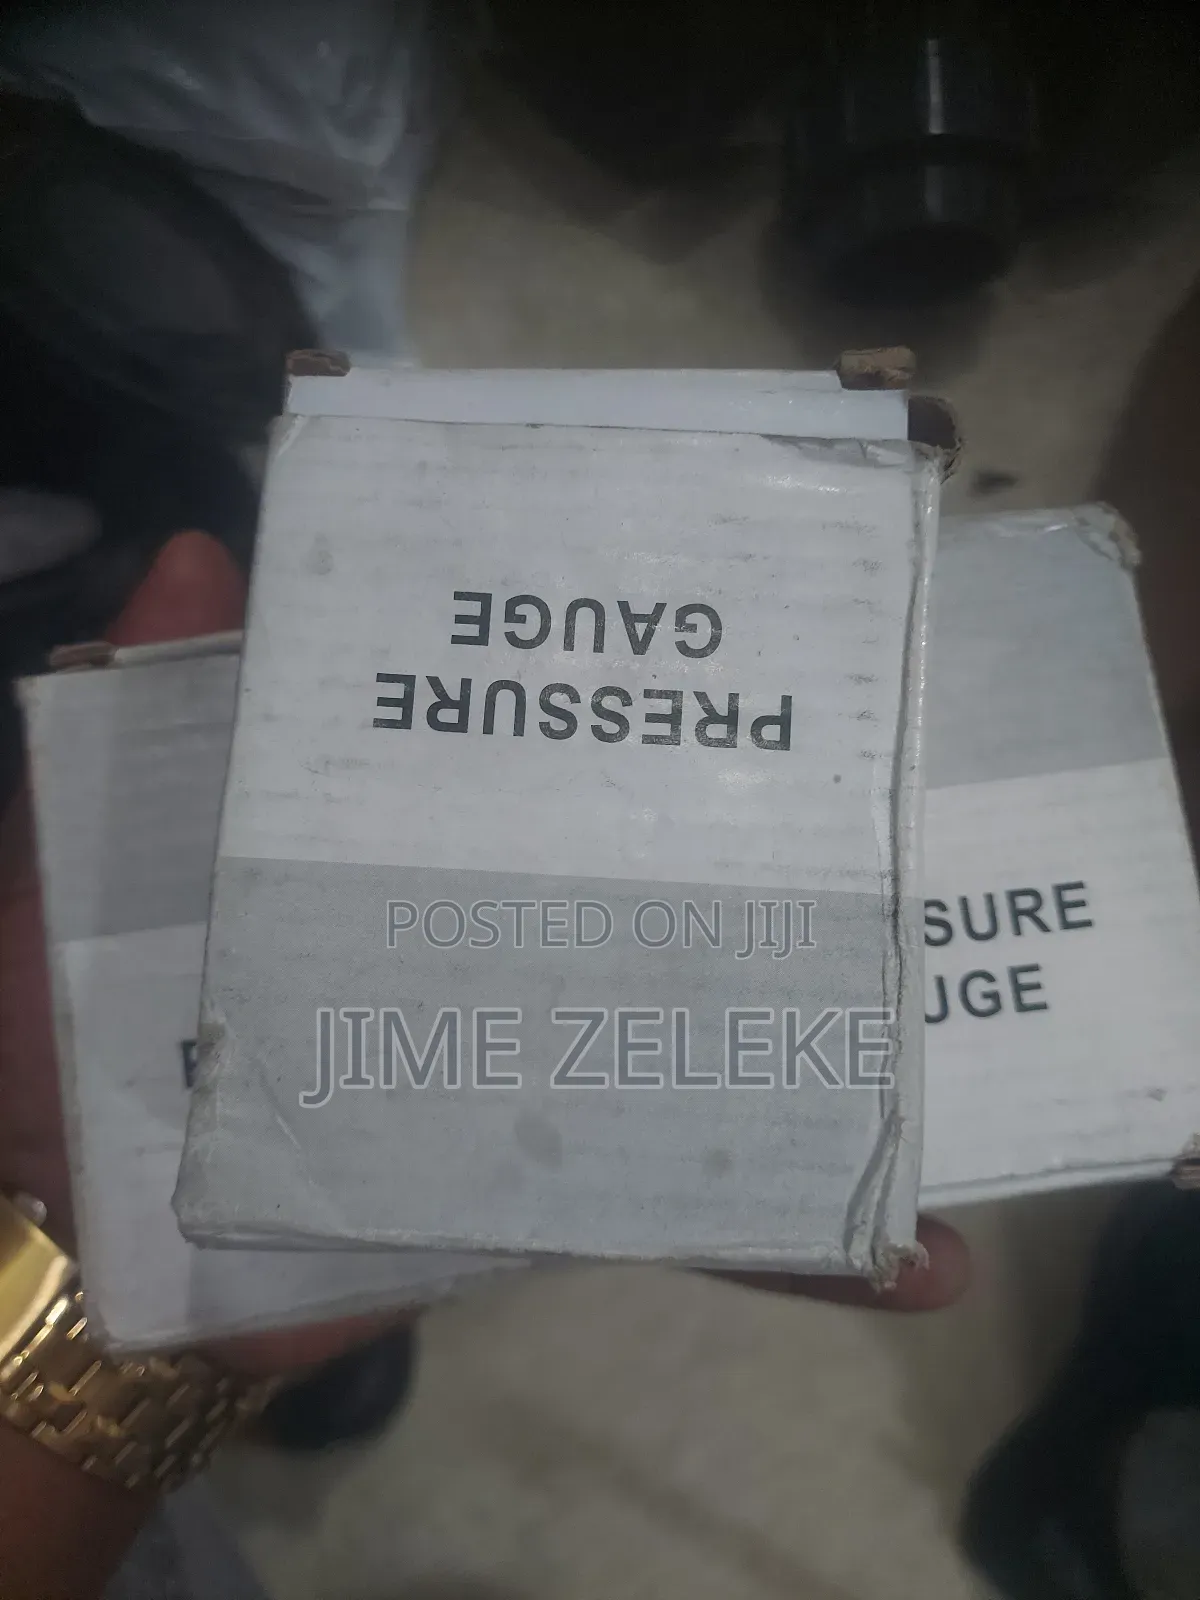 PRESSURE
GAUGE
SURE
UGE
POSTED ON JIJI
JIME ZELEKE